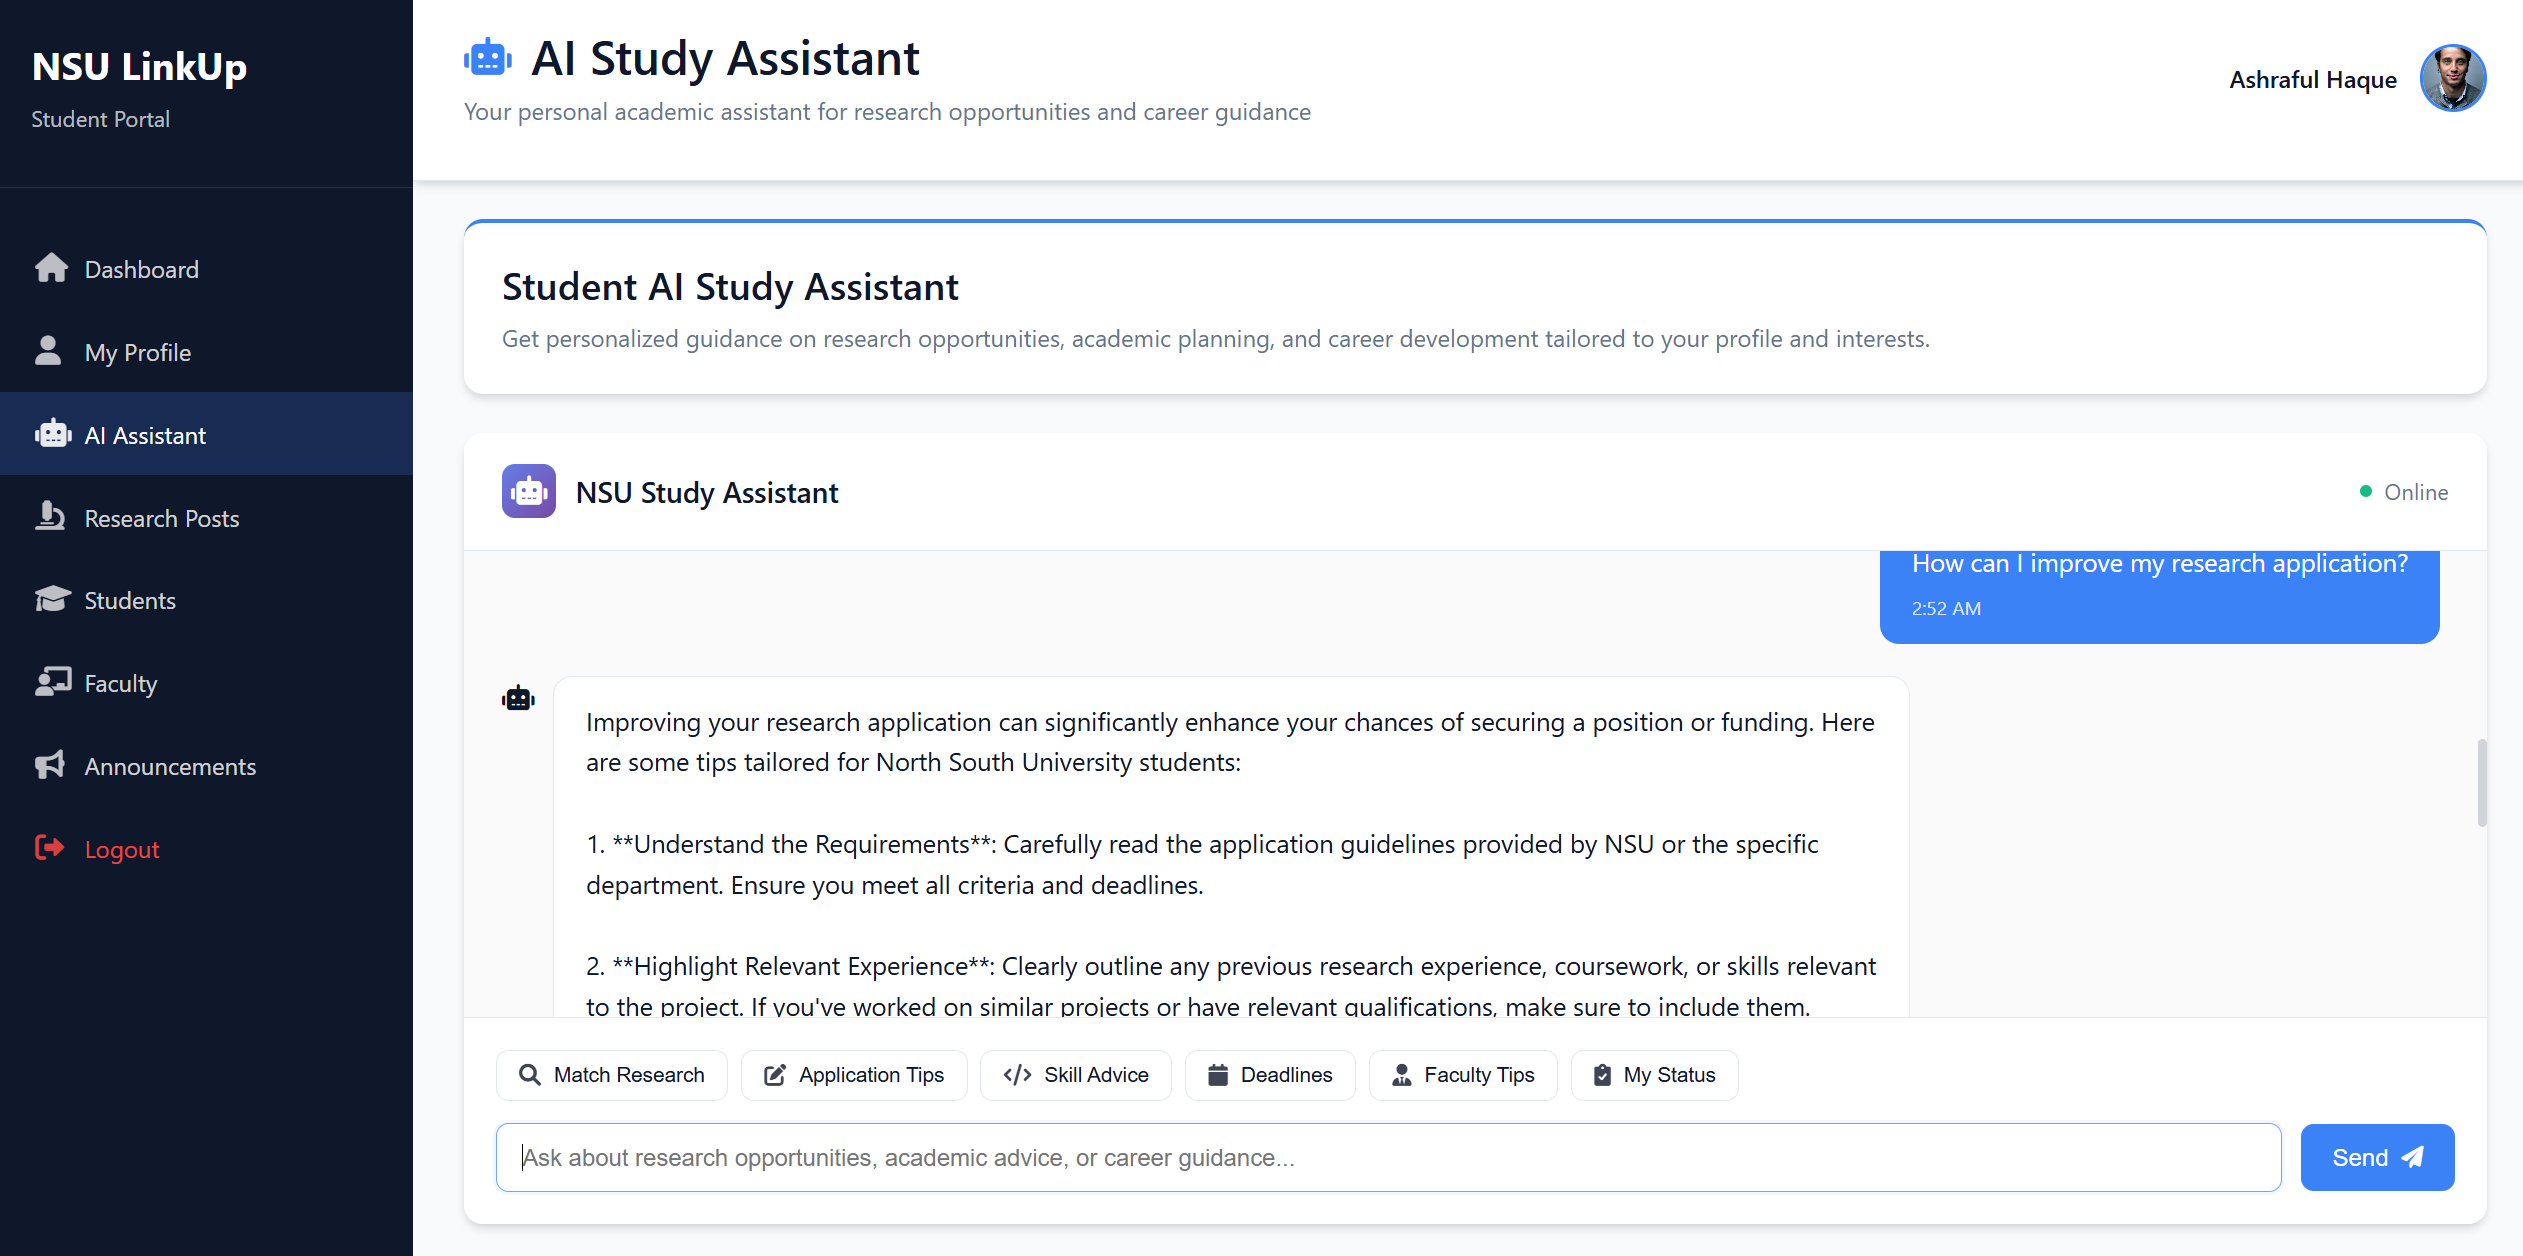 NSU LinkUp
Student Portal
Dashboard
My Profile
AI Assistant
Research Posts
Students
Faculty
Announcements
Logout
AI Study Assistant
Your personal academic assistant for research opportunities and career guidance
Ashraful Haque
Student AI Study Assistant
Get personalized guidance on research opportunities, academic planning, and career development tailored to your profile and interests.
NSU Study Assistant
Online
How can I improve my research application?
2:52 AM
Improving your research application can significantly enhance your chances of securing a position or funding. Here
are some tips tailored for North South University students:
1. **Understand the Requirements**: Carefully read the application guidelines provided by NSU or the specific
department. Ensure you meet all criteria and deadlines.
2. **Highlight Relevant Experience**: Clearly outline any previous research experience, coursework, or skills relevant
to the project. If you've worked on similar projects or have relevant qualifications, make sure to include them.
Match Research
Application Tips
Skill Advice
Deadlines
Faculty Tips
My Status
Ask about research opportunities, academic advice, or career guidance...
Send